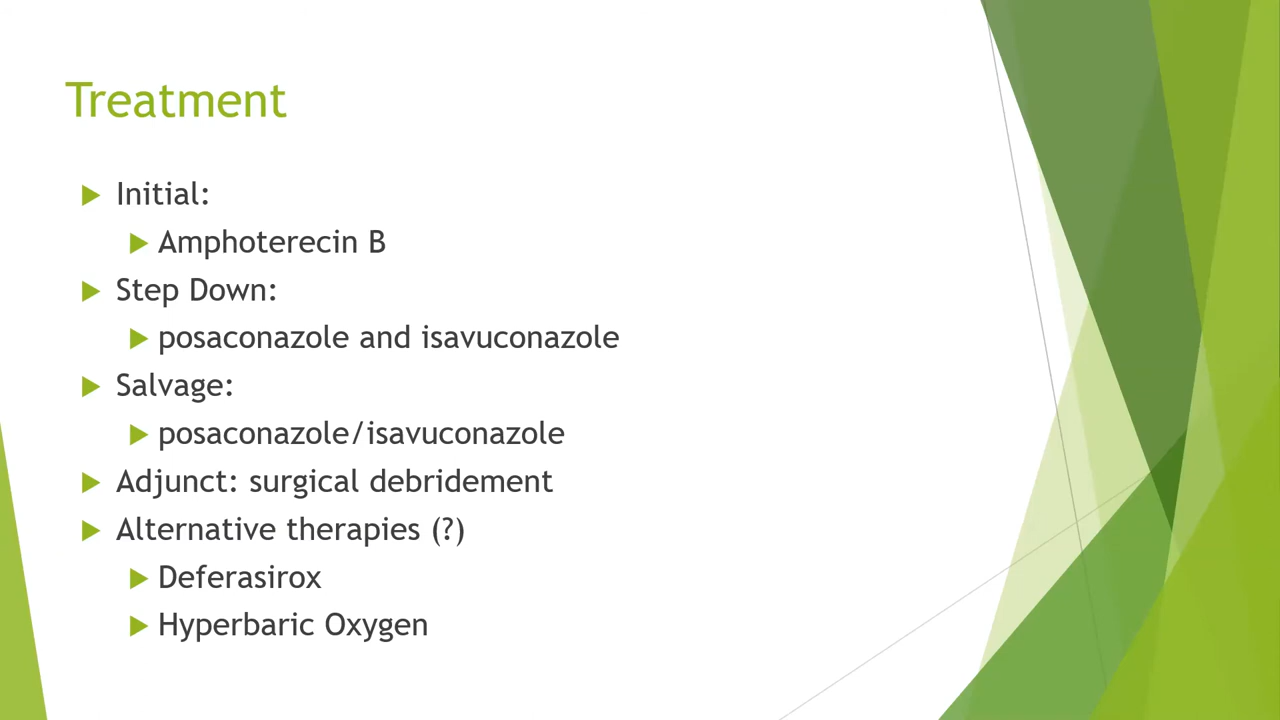 Treatment
Initial:
Amphoterecin B
Step Down:
posaconazole and isavuconazole
Salvage:
posaconazole/isavuconazole
Adjunct: surgical debridement
Alternative therapies (?)
Deferasirox
Hyperbaric Oxygen